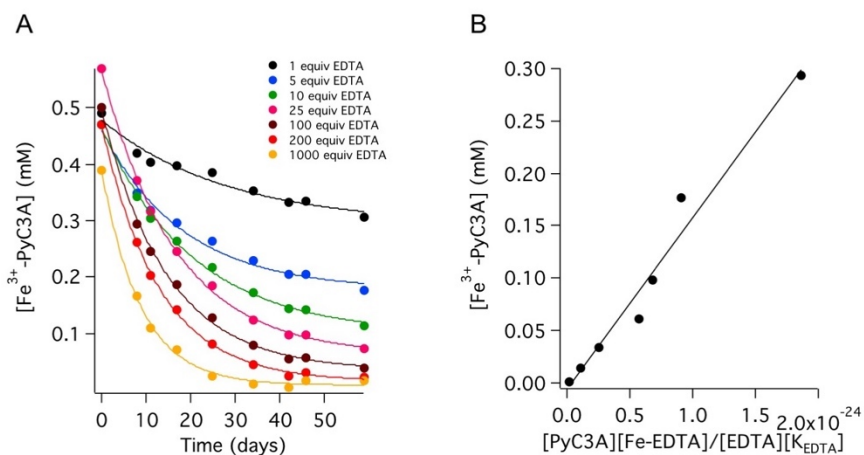 A
1 equiv EDTA
5 equiv EDTA
10 equiv EDTA
25 equiv EDTA
100 equiv EDTA
200 equiv EDTA
1000 equiv EDTA
[Fe³⁺-PyC3A] (mM)
0.5
0.4
0.3
0.2
0.1
0 10 20 30 40 50
Time (days)
B
[Fe³⁺-PyC3A] (mM)
0.30
0.25
0.20
0.15
0.10
0.05
0.00
0.0 0.5 1.0 1.5 2.0x10⁻²⁴
[PyC3A][Fe-EDTA]/[EDTA][K_EDTA]